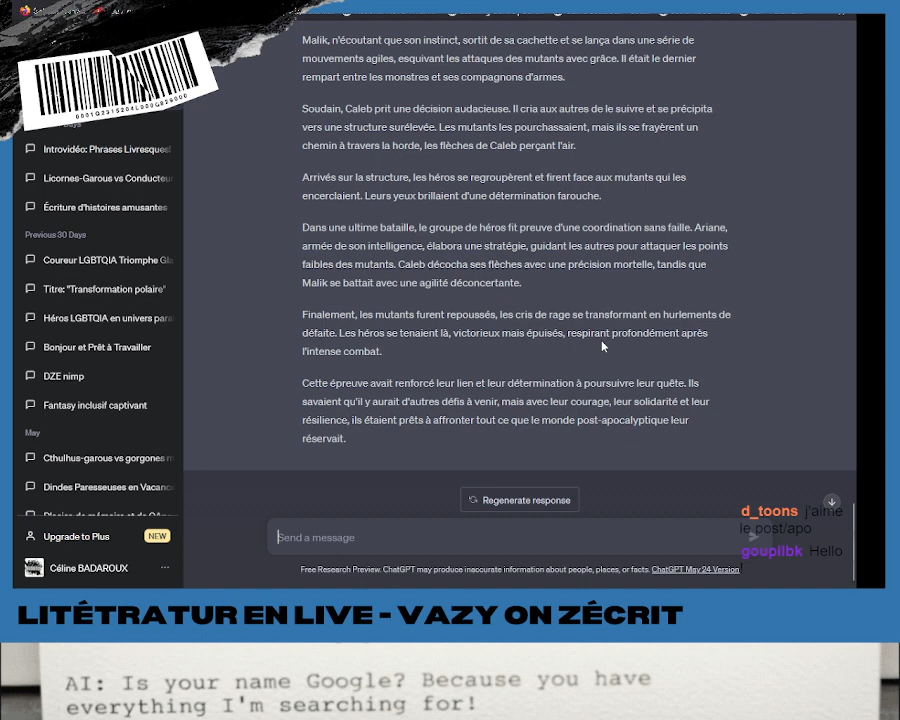 Malik, n'écoutant que son instinct, sortit de sa cachette et se lança dans une série de
mouvements agiles, esquivant les attaques des mutants avec grâce. Il était le dernier
rempart entre les monstres et ses compagnons d'armes.
Soudain, Caleb prit une décision audacieuse. Il cria aux autres de le suivre et se précipita
vers une structure surélevée. Les mutants les pourchassaient, mais ils se frayèrent un
chemin à travers la horde, les flèches de Caleb perçant l'air.
Arrivés sur la structure, les héros se regroupèrent et firent face aux mutants qui les
encerclaient. Leurs yeux brillaient d'une détermination farouche.
Dans une ultime bataille, le groupe de héros fit preuve d'une coordination sans faille. Ariane,
armée de son intelligence, élabora une stratégie, guidant les autres pour attaquer les points
faibles des mutants. Caleb décocha ses flèches avec une précision mortelle, tandis que
Malik se battait avec une agilité déconcertante.
Finalement, les mutants furent repoussés, les cris de rage se transformant en hurlements de
défaite. Les héros se tenaient là, victorieux mais épuisés, respirant profondément après
l'intense combat.
Cette épreuve avait renforcé leur lien et leur détermination à poursuivre leur quête. Ils
savaient qu'il y aurait d'autres défis à venir, mais avec leur courage, leur solidarité et leur
résilience, ils étaient prêts à affronter tout ce que le monde post-apocalyptique leur
réservait.
Days
Introvidéo: Phrases Livresques!
Licornes-Garous vs Conducteur
Écriture d'histoires amusantes
Previous 30 Days
Coureur LGBTQIA Triomphe Gla
Titre: "Transformation polaire"
Héros LGBTQIA en univers para
Bonjour et Prêt à Travailler
DZE nimp
Fantasy inclusif captivant
May
Cthulhus-garous vs gorgones m
Dindes Paresseuses en Vacanc
Upgrade to Plus NEW
Céline BADAROUX ...
Regenerate response
Send a message
Free Research Preview. ChatGPT may produce inaccurate information about people, places, or facts. ChatGPT May 24 Version
d_toons j'aime
le post/apo
goupilbk Hello
!
LITÉTRATUR EN LIVE - VAZY ON ZÉCRIT
AI: Is your name Google? Because you have
everything I'm searching for!